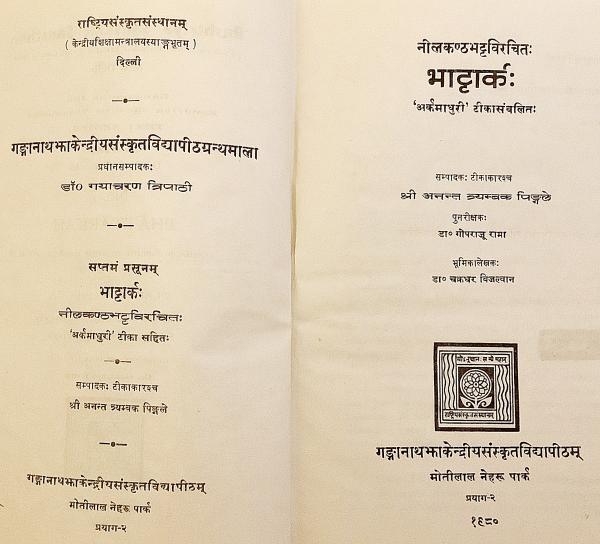 राष्ट्रियसंस्कृतसंस्थानम्
( केन्द्रीयशिक्षामन्त्रालयस्याङ्गभूतम् )
दिल्ली
गङ्गानाथझाकेन्द्रीयसंस्कृतविद्यापीठग्रन्थमाला
प्रधानसम्पादकः
डॉ० गयाचरण त्रिपाठी
सप्तमं प्रसूनम्
भाट्टार्कः
नीलकण्ठभट्टविरचितः
'अर्कमाधुरी' टीका सहितः
सम्पादकः टीकाकारश्च
श्री अनन्त त्र्यम्बक पिङ्गले
गङ्गानाथझाकेन्द्रीयसंस्कृतविद्यापीठम्
मोतीलाल नेहरू पार्क
प्रयाग-२
नीलकण्ठभट्टविरचितः
भाट्टार्कः
'अर्कमाधुरी' टीकासंवलितः
सम्पादकः टीकाकारश्च
श्री अनन्त त्र्यम्बक पिङ्गले
पुनरीक्षकः
डा० गोपराजू रामा
भूमिकालेखकः
डा० चक्रधर विजल्वान
राष्ट्रियसंस्कृतसंस्थानम्
गङ्गानाथझाकेन्द्रीयसंस्कृतविद्यापीठम्
मोतीलाल नेहरू पार्क
प्रयाग-२
१९८०